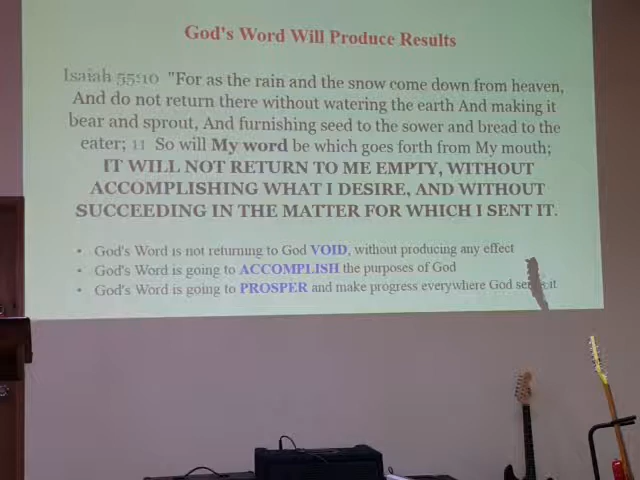 God's Word Will Produce Results
Isaiah 55:10 "For as the rain and the snow come down from heaven,
And do not return there without watering the earth And making it
bear and sprout, And furnishing seed to the sower and bread to the
eater; 11 So will My word be which goes forth from My mouth;
IT WILL NOT RETURN TO ME EMPTY, WITHOUT
ACCOMPLISHING WHAT I DESIRE, AND WITHOUT
SUCCEEDING IN THE MATTER FOR WHICH I SENT IT.
• God's Word is not returning to God VOID, without producing any effect
• God's Word is going to ACCOMPLISH the purposes of God
• God's Word is going to PROSPER and make progress everywhere God sends it